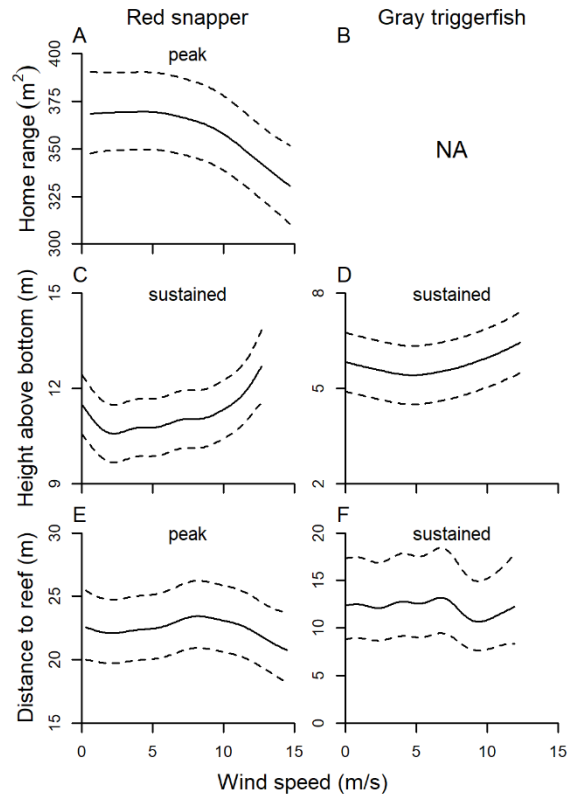 Red snapper
Gray triggerfish
A
B
Home range (m²)
400
375
350
325
300
peak
NA
C
D
Height above bottom (m)
15
12
9
sustained
8
5
2
sustained
E
F
Distance to reef (m)
30
25
20
15
peak
20
15
10
5
0
sustained
0 5 10 15
0 5 10 15
Wind speed (m/s)